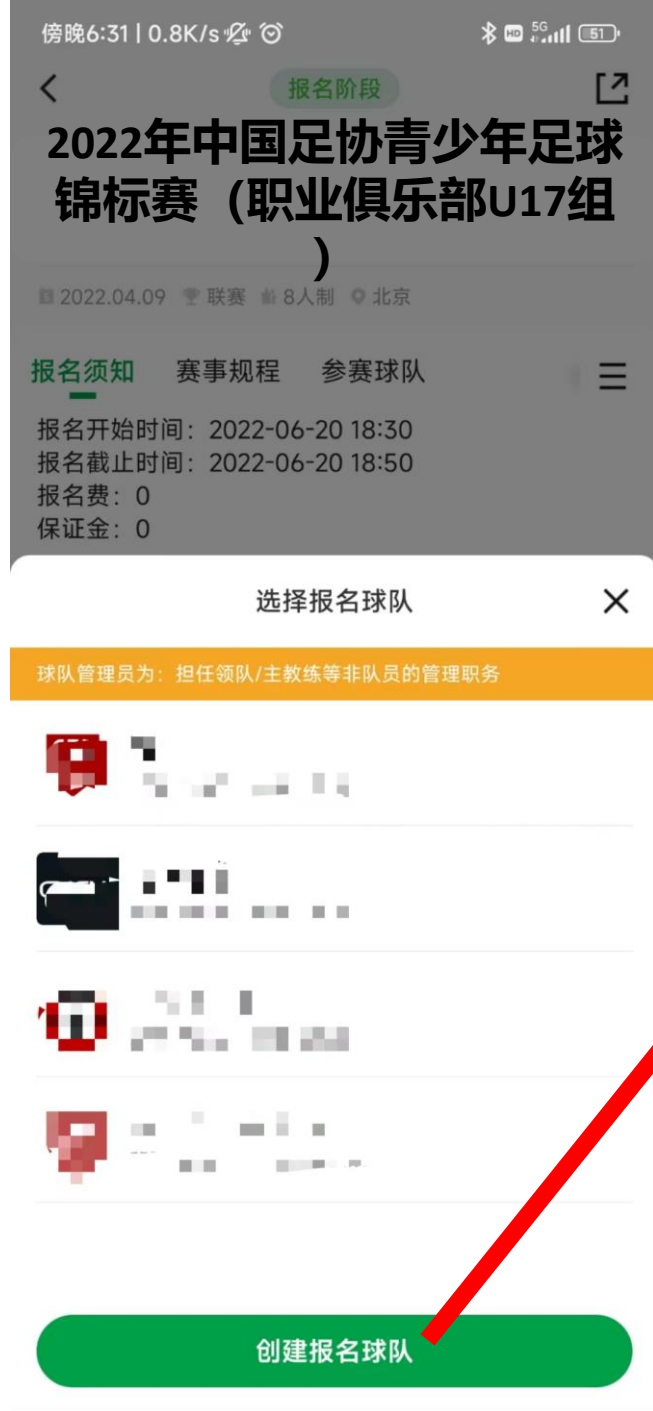 傍晚6:31 | 0.8K/s
HD 5G 51
报名阶段
2022年中国足协青少年足球
锦标赛（职业俱乐部U17组
）
2022.04.09 联赛 8人制 北京
报名须知 赛事规程 参赛球队
报名开始时间：2022-06-20 18:30
报名截止时间：2022-06-20 18:50
报名费：0
保证金：0
选择报名球队
球队管理员为：担任领队/主教练等非队员的管理职务
创建报名球队